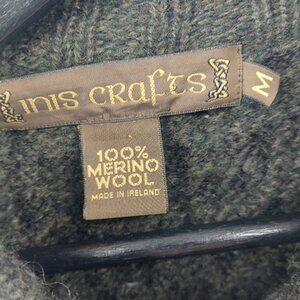 INIS CRAFTS
M
100%
MERINO
WOOL
MADE IN IRELAND